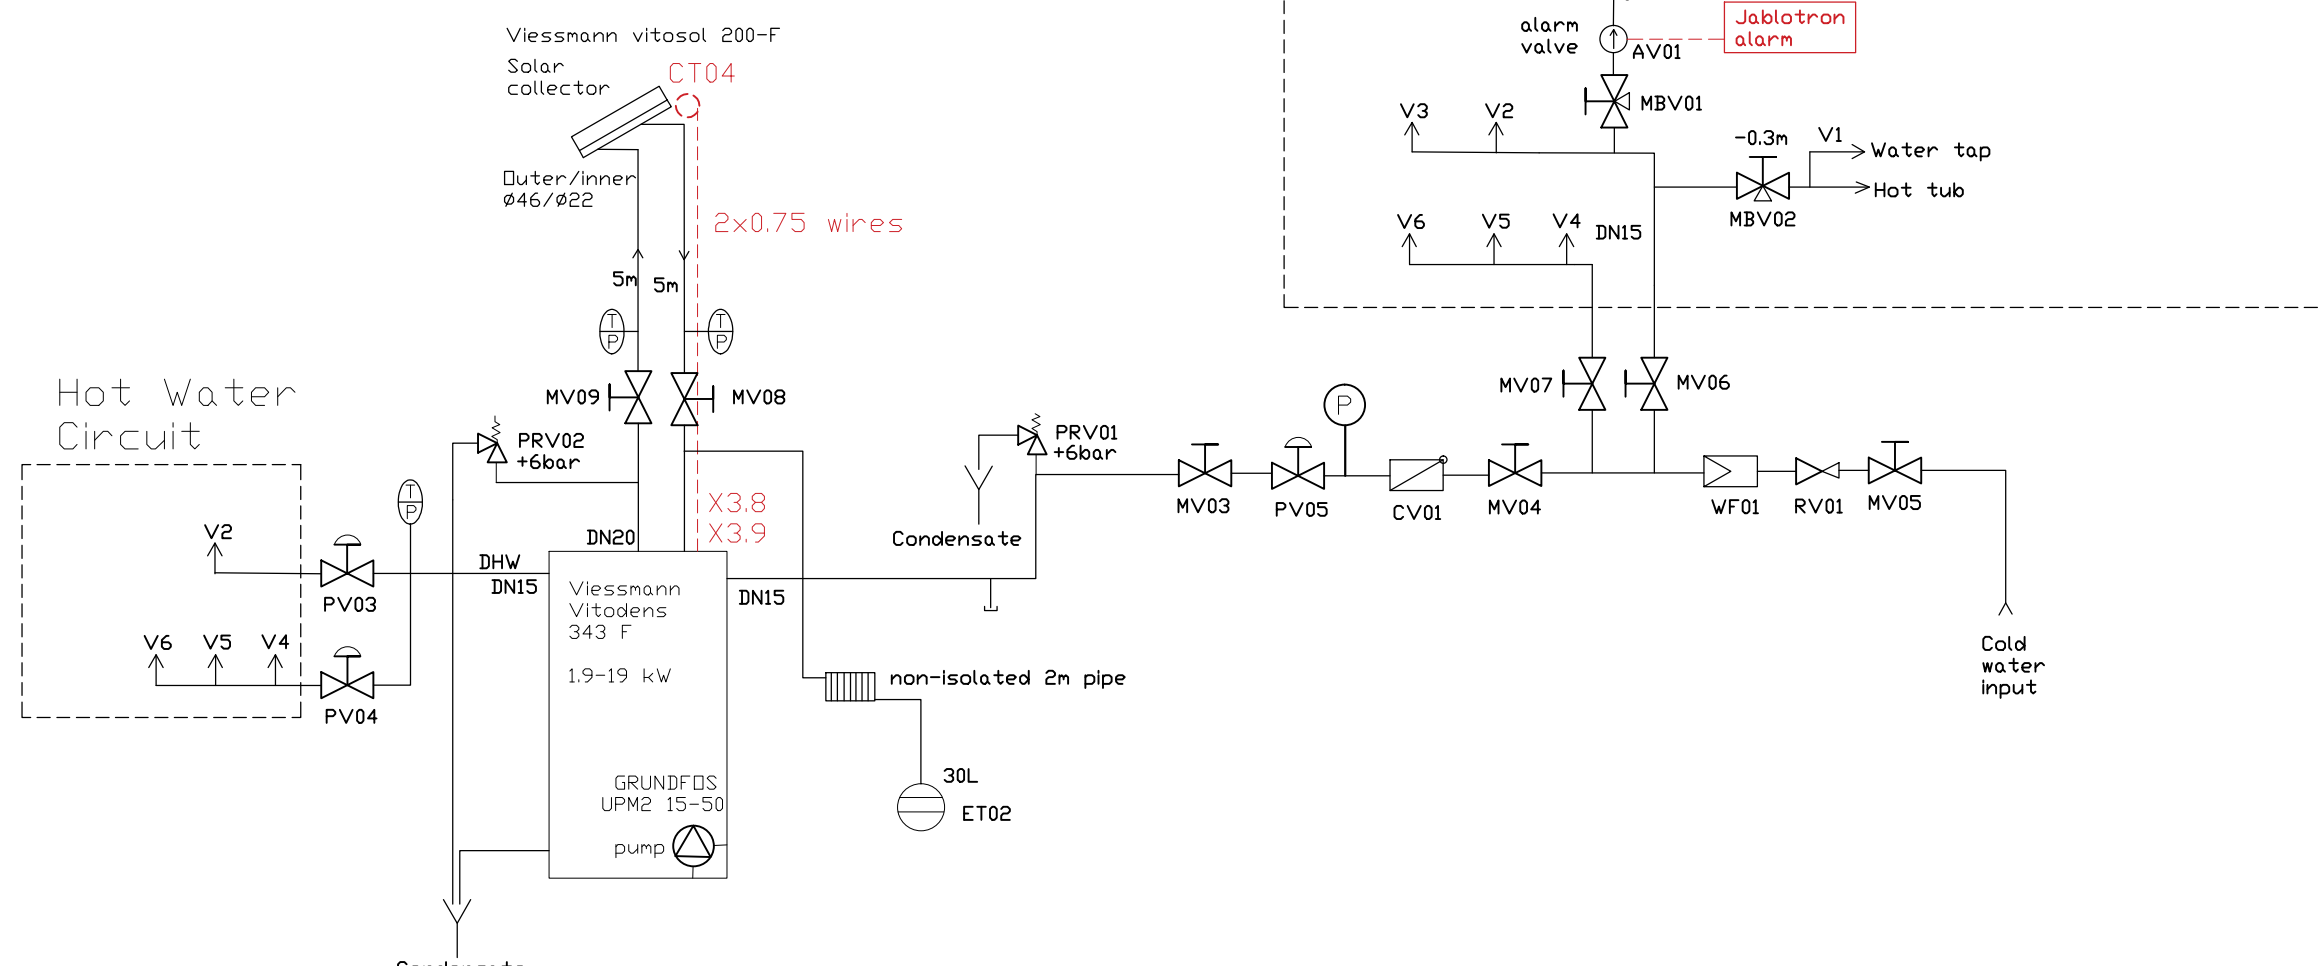 Viessmann vitosol 200-F
Solar
collector
CT04
Outer/inner
Ø46/Ø22
2x0.75 wires
5m
5m
T
P
T
P
MV09
MV08
PRV02
+6bar
X3.8
X3.9
DN20
Hot Water
Circuit
T
P
V2
PV03
DHW
DN15
V6
V5
V4
PV04
Viessmann
Vitodens
343 F
1.9-19 kW
GRUNDFOS
UPM2 15-50
pump
DN15
non-isolated 2m pipe
30L
ET02
Condensate
PRV01
+6bar
Condensate
MV03
PV05
P
CV01
MV04
WF01
RV01
MV05
Cold
water
input
MV07
MV06
V6
V5
V4
DN15
V3
V2
alarm
valve
AV01
Jablotron
alarm
MBV01
-0.3m
V1
Water tap
Hot tub
MBV02